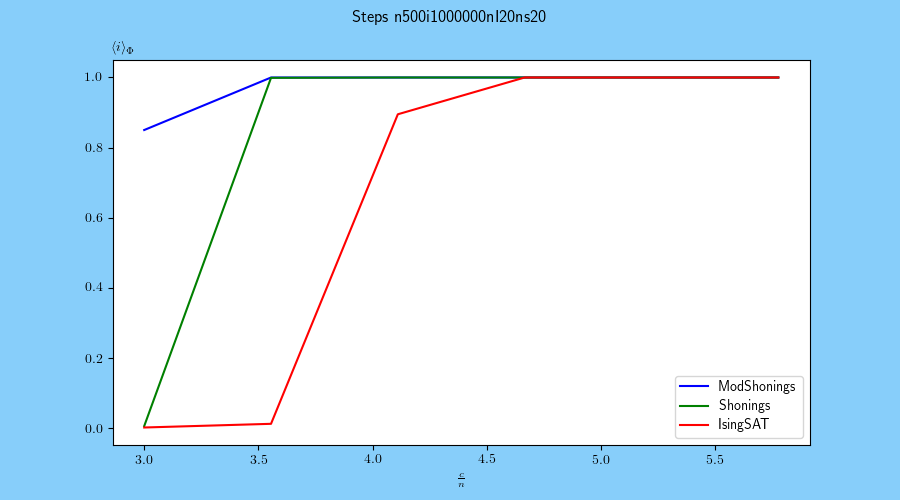 Steps n500i1000000nl20ns20
⟨i⟩Φ
1.0
0.8
0.6
0.4
0.2
0.0
3.0 3.5 4.0 4.5 5.0 5.5
c/n
ModShonings
Shonings
IsingSAT